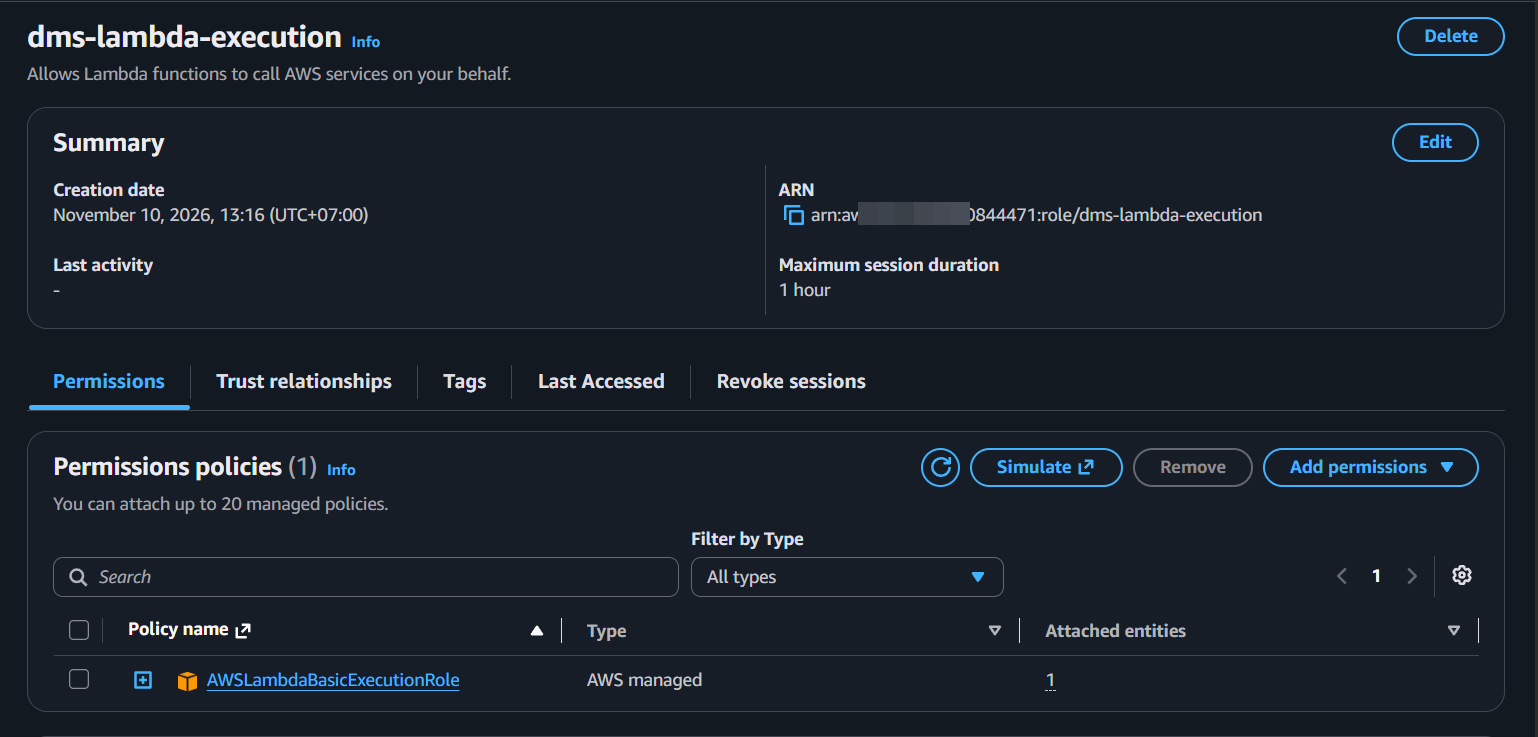 dms-lambda-execution Info
Delete
Allows Lambda functions to call AWS services on your behalf.
Summary
Edit
Creation date
November 10, 2026, 13:16 (UTC+07:00)
ARN
arn:aw 0844471:role/dms-lambda-execution
Last activity
-
Maximum session duration
1 hour
Permissions
Trust relationships
Tags
Last Accessed
Revoke sessions
Permissions policies (1) Info
You can attach up to 20 managed policies.
Simulate
Remove
Add permissions
Filter by Type
Search
All types
1
Policy name
Type
Attached entities
AWSLambdaBasicExecutionRole
AWS managed
1